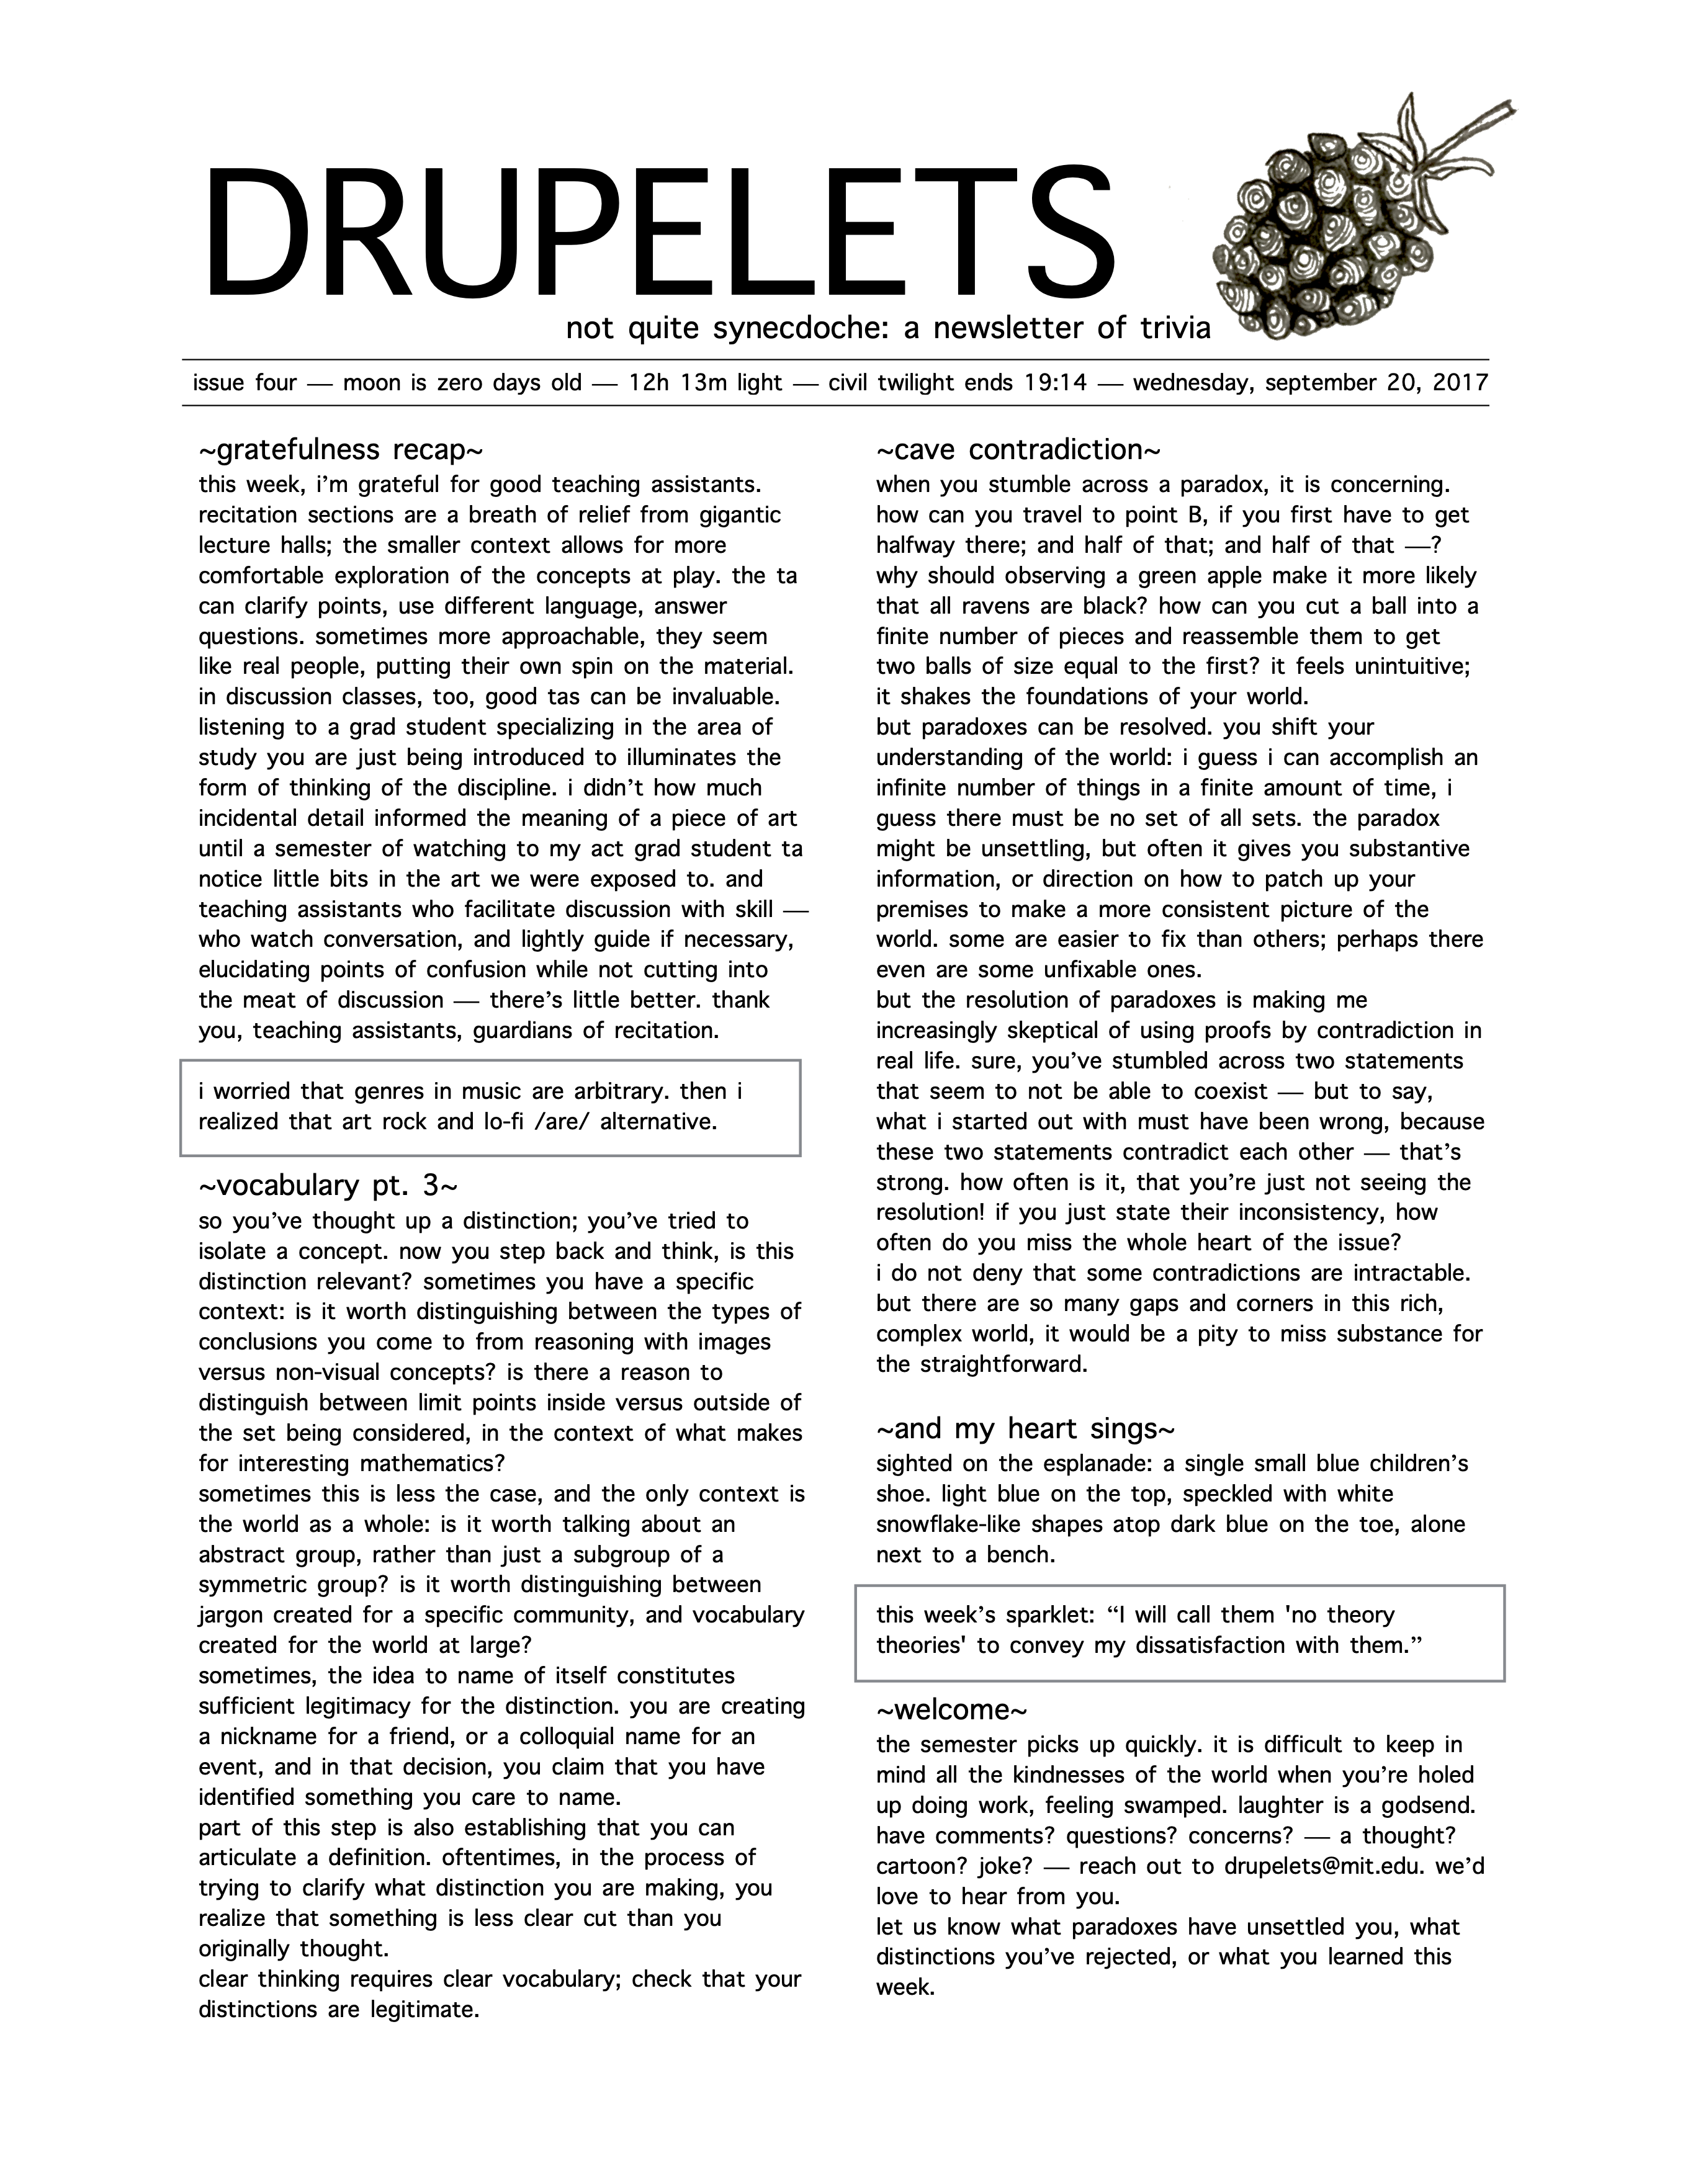 DRUPELETS
not quite synecdoche: a newsletter of trivia
issue four — moon is zero days old — 12h 13m light — civil twilight ends 19:14 — wednesday, september 20, 2017
~gratefulness recap~
this week, i’m grateful for good teaching assistants.
recitation sections are a breath of relief from gigantic
lecture halls; the smaller context allows for more
comfortable exploration of the concepts at play. the ta
can clarify points, use different language, answer
questions. sometimes more approachable, they seem
like real people, putting their own spin on the material.
in discussion classes, too, good tas can be invaluable.
listening to a grad student specializing in the area of
study you are just being introduced to illuminates the
form of thinking of the discipline. i didn’t how much
incidental detail informed the meaning of a piece of art
until a semester of watching to my act grad student ta
notice little bits in the art we were exposed to. and
teaching assistants who facilitate discussion with skill —
who watch conversation, and lightly guide if necessary,
elucidating points of confusion while not cutting into
the meat of discussion — there’s little better. thank
you, teaching assistants, guardians of recitation.
i worried that genres in music are arbitrary. then i
realized that art rock and lo-fi /are/ alternative.
~vocabulary pt. 3~
so you’ve thought up a distinction; you’ve tried to
isolate a concept. now you step back and think, is this
distinction relevant? sometimes you have a specific
context: is it worth distinguishing between the types of
conclusions you come to from reasoning with images
versus non-visual concepts? is there a reason to
distinguish between limit points inside versus outside of
the set being considered, in the context of what makes
for interesting mathematics?
sometimes this is less the case, and the only context is
the world as a whole: is it worth talking about an
abstract group, rather than just a subgroup of a
symmetric group? is it worth distinguishing between
jargon created for a specific community, and vocabulary
created for the world at large?
sometimes, the idea to name of itself constitutes
sufficient legitimacy for the distinction. you are creating
a nickname for a friend, or a colloquial name for an
event, and in that decision, you claim that you have
identified something you care to name.
part of this step is also establishing that you can
articulate a definition. oftentimes, in the process of
trying to clarify what distinction you are making, you
realize that something is less clear cut than you
originally thought.
clear thinking requires clear vocabulary; check that your
distinctions are legitimate.
~cave contradiction~
when you stumble across a paradox, it is concerning.
how can you travel to point B, if you first have to get
halfway there; and half of that; and half of that —?
why should observing a green apple make it more likely
that all ravens are black? how can you cut a ball into a
finite number of pieces and reassemble them to get
two balls of size equal to the first? it feels unintuitive;
it shakes the foundations of your world.
but paradoxes can be resolved. you shift your
understanding of the world: i guess i can accomplish an
infinite number of things in a finite amount of time, i
guess there must be no set of all sets. the paradox
might be unsettling, but often it gives you substantive
information, or direction on how to patch up your
premises to make a more consistent picture of the
world. some are easier to fix than others; perhaps there
even are some unfixable ones.
but the resolution of paradoxes is making me
increasingly skeptical of using proofs by contradiction in
real life. sure, you’ve stumbled across two statements
that seem to not be able to coexist — but to say,
what i started out with must have been wrong, because
these two statements contradict each other — that’s
strong. how often is it, that you’re just not seeing the
resolution! if you just state their inconsistency, how
often do you miss the whole heart of the issue?
i do not deny that some contradictions are intractable.
but there are so many gaps and corners in this rich,
complex world, it would be a pity to miss substance for
the straightforward.
~and my heart sings~
sighted on the esplanade: a single small blue children’s
shoe. light blue on the top, speckled with white
snowflake-like shapes atop dark blue on the toe, alone
next to a bench.
this week’s sparklet: “I will call them 'no theory
theories' to convey my dissatisfaction with them.”
~welcome~
the semester picks up quickly. it is difficult to keep in
mind all the kindnesses of the world when you’re holed
up doing work, feeling swamped. laughter is a godsend.
have comments? questions? concerns? — a thought?
cartoon? joke? — reach out to drupelets@mit.edu. we’d
love to hear from you.
let us know what paradoxes have unsettled you, what
distinctions you’ve rejected, or what you learned this
week.